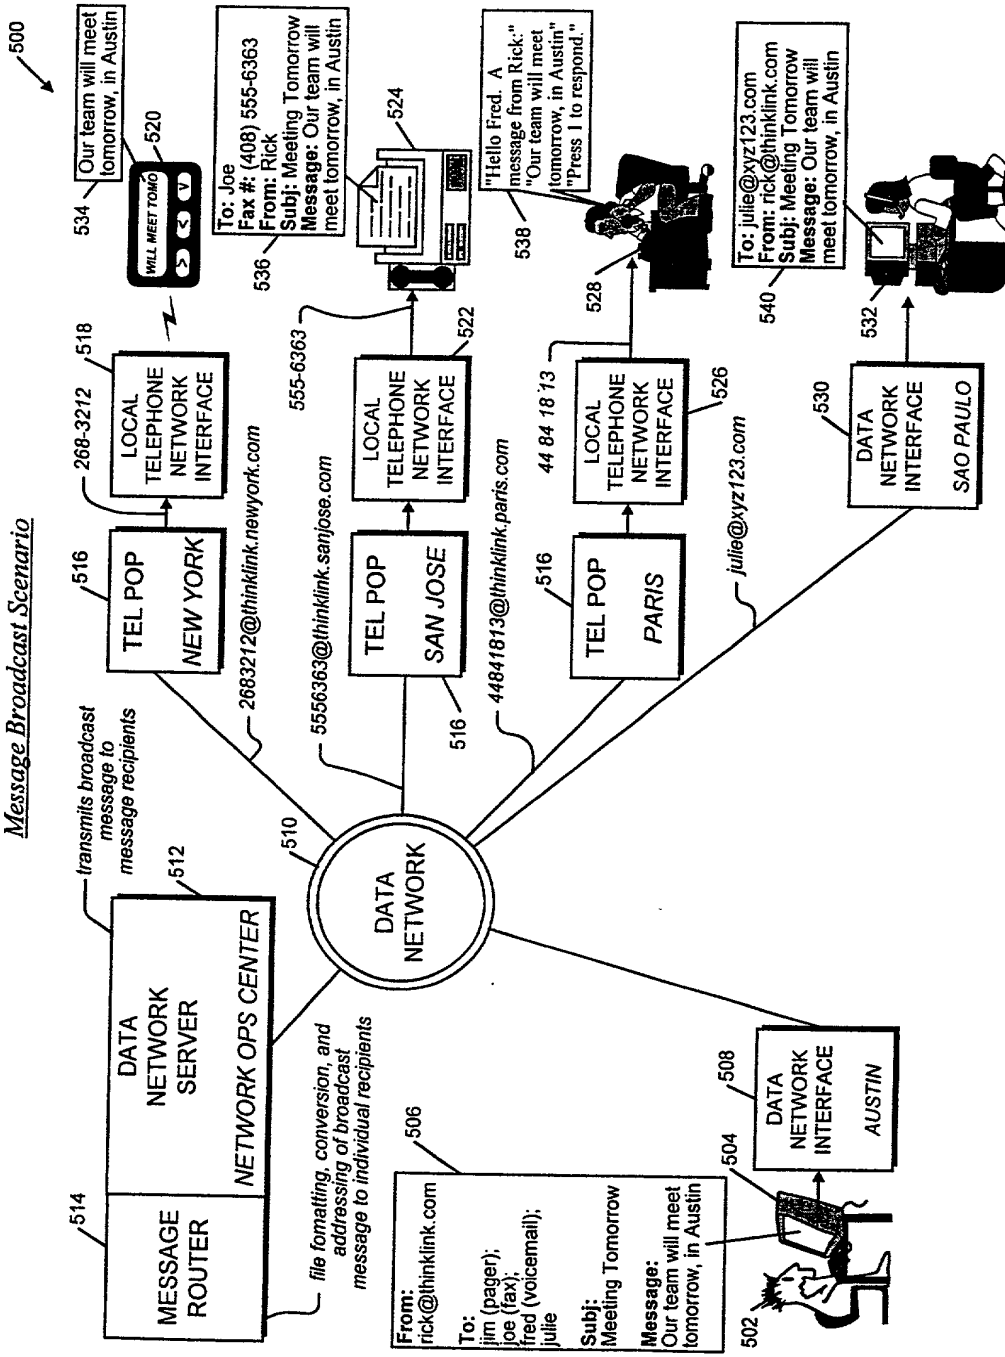 Message Broadcast Scenario
500
514
MESSAGE
ROUTER
DATA
NETWORK
SERVER
NETWORK OPS CENTER
512
transmits broadcast
message to
message recipients
file fomatting, conversion, and
addressing of broadcast
message to individual recipients
506
From:
rick@thinklink.com
To:
jim (pager);
joe (fax);
fred (voicemail);
julie
Subj:
Meeting Tomorrow
Message:
Our team will meet
tomorrow, in Austin
502
504
508
DATA
NETWORK
INTERFACE
AUSTIN
510
DATA
NETWORK
2683212@thinklink.newyork.com
516
TEL POP
NEW YORK
268-3212
518
LOCAL
TELEPHONE
NETWORK
INTERFACE
520
WILL MEET TOMO
534
Our team will meet
tomorrow, in Austin
5556363@thinklink.sanjose.com
516
TEL POP
SAN JOSE
LOCAL
TELEPHONE
NETWORK
INTERFACE
522
555-6363
524
536
To: Joe
Fax #: (408) 555-6363
From: Rick
Subj: Meeting Tomorrow
Message: Our team will
meet tomorrow, in Austin
44841813@thinklink.paris.com
516
TEL POP
PARIS
LOCAL
TELEPHONE
NETWORK
INTERFACE
526
44 84 18 13
528
538
"Hello Fred. A
message from Rick:"
"Our team will meet
tomorrow, in Austin"
"Press 1 to respond."
julie@xyz123.com
530
DATA
NETWORK
INTERFACE
SAO PAULO
532
540
To: julie@xyz123.com
From: rick@thinklink.com
Subj: Meeting Tomorrow
Message: Our team will
meet tomorrow, in Austin